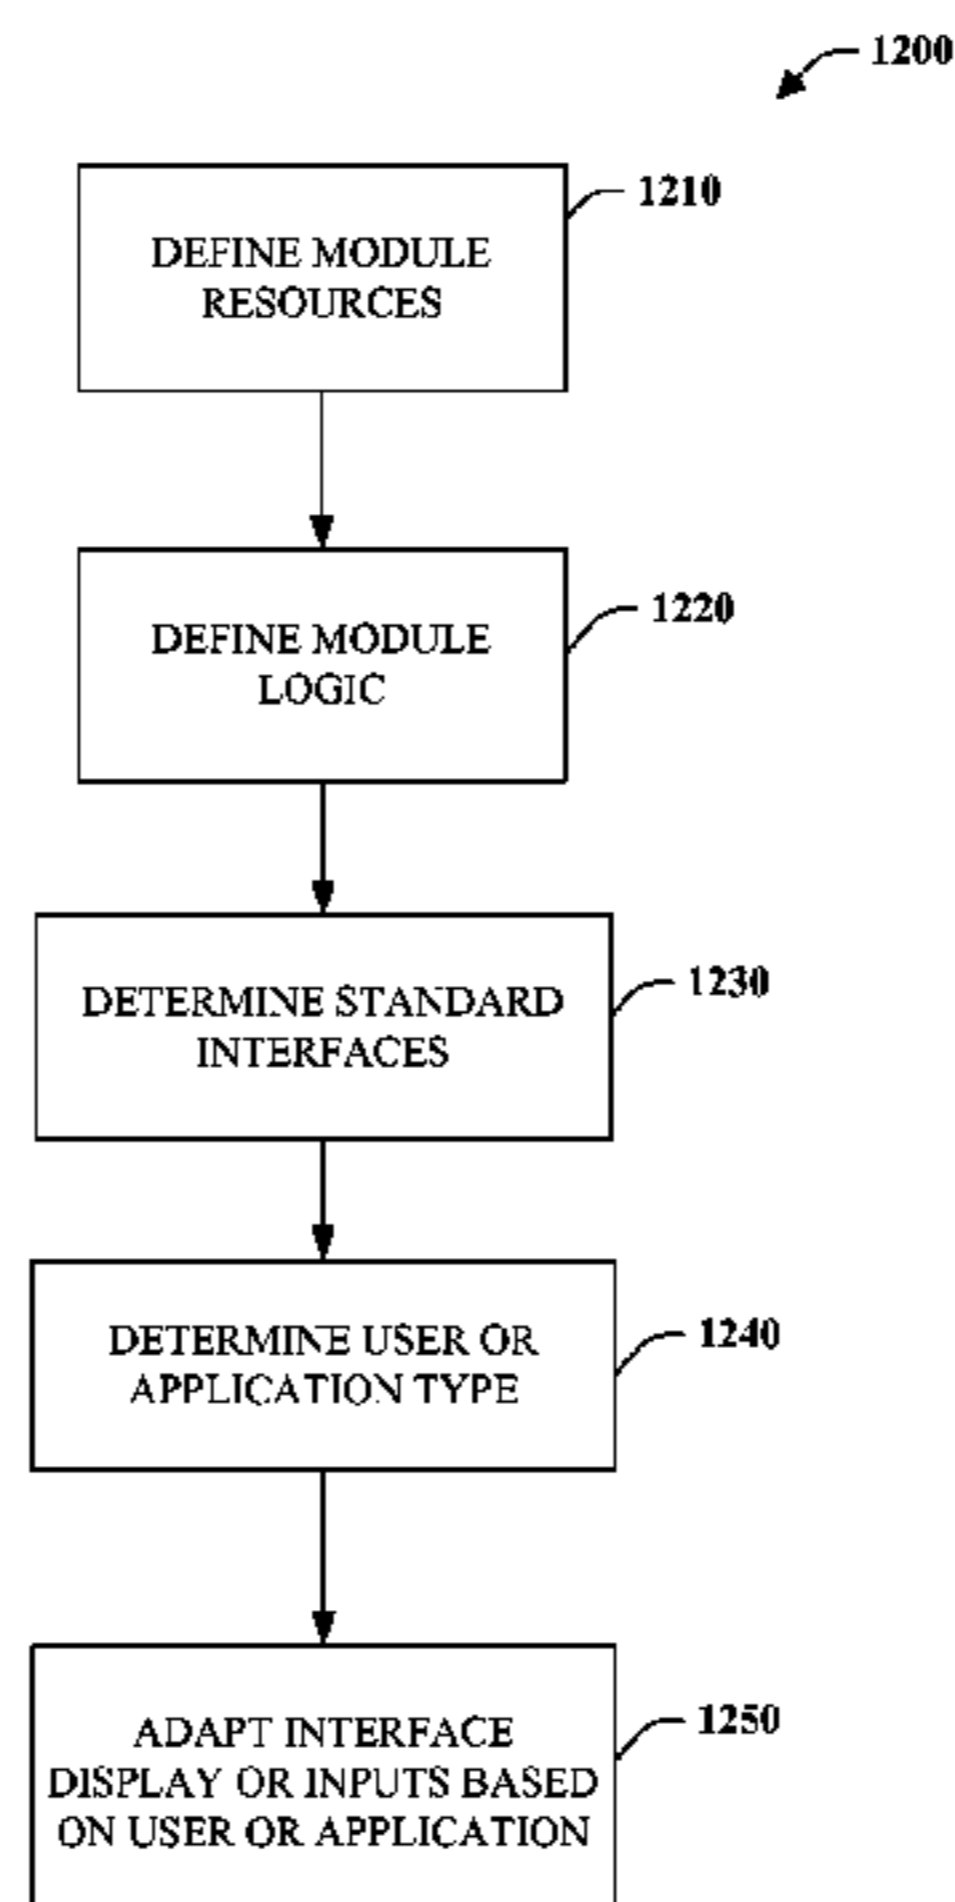 1200
1210
DEFINE MODULE
RESOURCES
1220
DEFINE MODULE
LOGIC
1230
DETERMINE STANDARD
INTERFACES
1240
DETERMINE USER OR
APPLICATION TYPE
1250
ADAPT INTERFACE
DISPLAY OR INPUTS BASED
ON USER OR APPLICATION